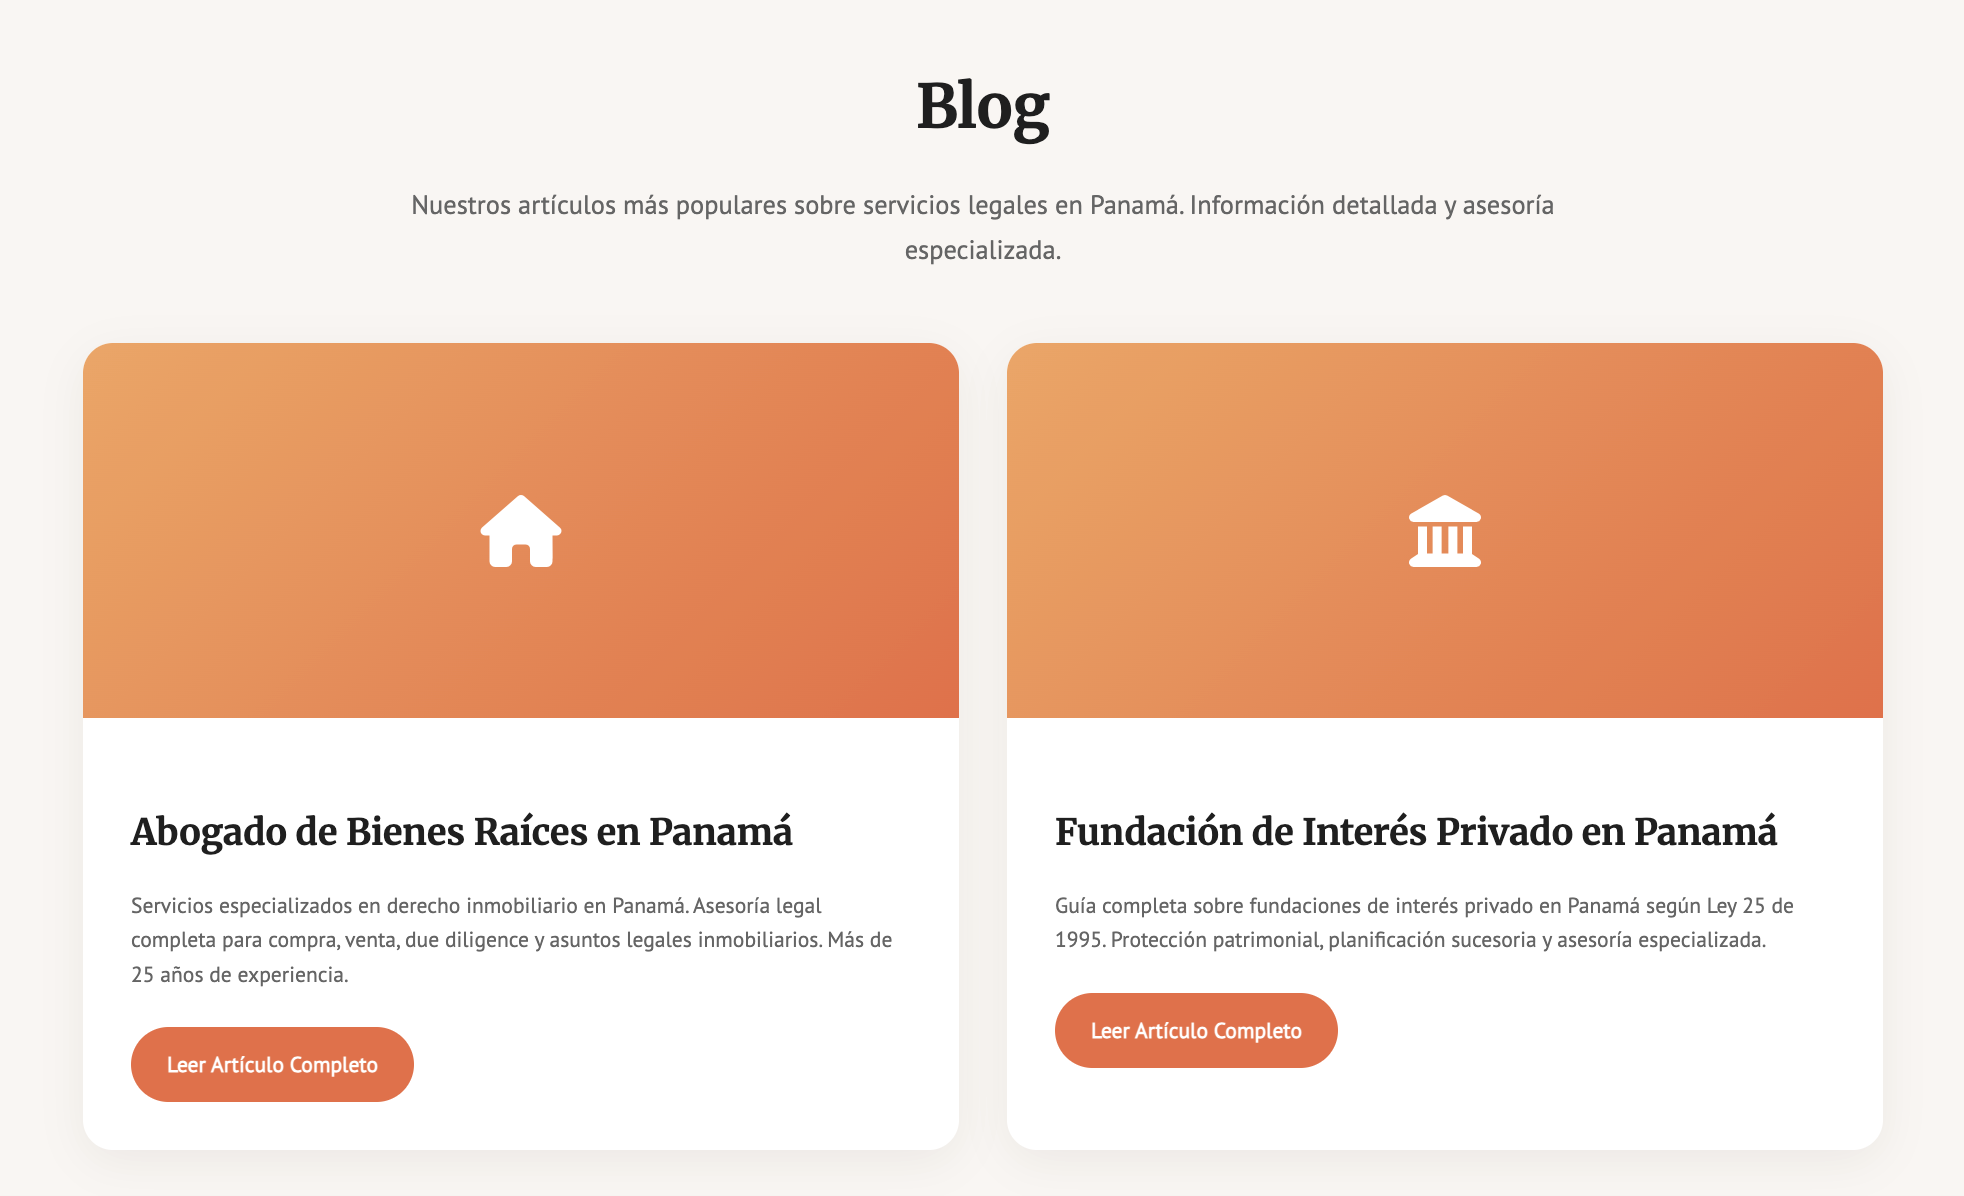 Blog
Nuestros artículos más populares sobre servicios legales en Panamá. Información detallada y asesoría
especializada.
Abogado de Bienes Raíces en Panamá
Servicios especializados en derecho inmobiliario en Panamá. Asesoría legal
completa para compra, venta, due diligence y asuntos legales inmobiliarios. Más de
25 años de experiencia.
Leer Artículo Completo
Fundación de Interés Privado en Panamá
Guía completa sobre fundaciones de interés privado en Panamá según Ley 25 de
1995. Protección patrimonial, planificación sucesoria y asesoría especializada.
Leer Artículo Completo